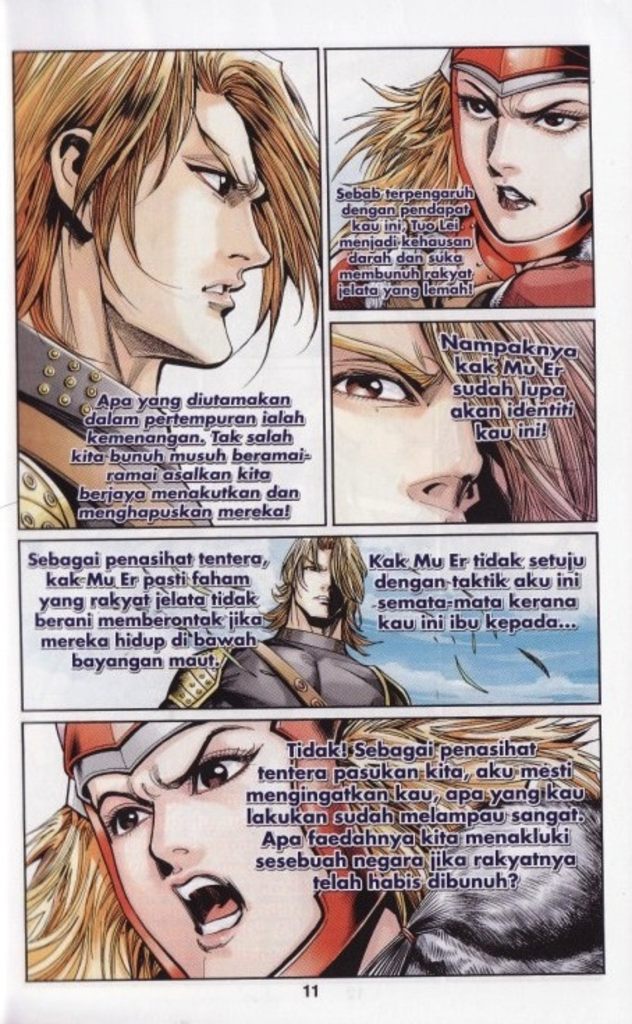 Apa yang diutamakan
dalam pertempuran ialah
kemenangan. Tak salah
kita bunuh musuh beramai-
ramai asalkan kita
berjaya menakutkan dan
menghapuskan mereka!
Sebab terpengaruh
dengan pendapat
kau ini, Tuo Lei
menjadi kehausan
darah dan suka
membunuh rakyat
jelata yang lemah!
Nampaknya
kak Mu Er
sudah lupa
akan identiti
kau ini!
Sebagai penasihat tentera,
kak Mu Er pasti faham
yang rakyat jelata tidak
berani memberontak jika
mereka hidup di bawah
bayangan maut.
Kak Mu Er tidak setuju
dengan taktik aku ini
semata-mata kerana
kau ini ibu kepada...
Tidak! Sebagai penasihat
tentera pasukan kita, aku mesti
mengingatkan kau, apa yang kau
lakukan sudah melampau sangat.
Apa faedahnya kita menakluki
sesebuah negara jika rakyatnya
telah habis dibunuh?
11